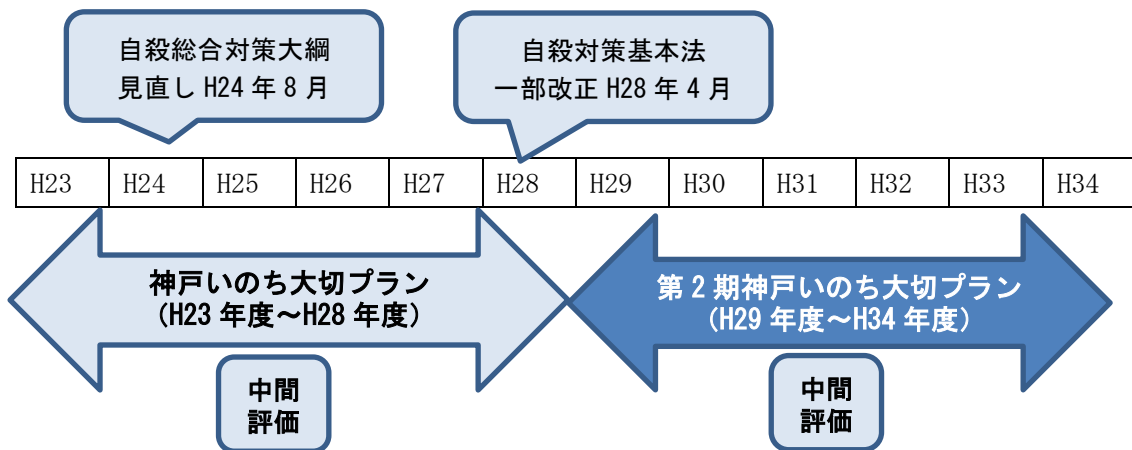 自殺総合対策大綱
見直し H24 年 8 月
自殺対策基本法
一部改正 H28 年 4 月
H23 H24 H25 H26 H27 H28 H29 H30 H31 H32 H33 H34
神戸いのち大切プラン
（H23 年度～H28 年度）
第 2 期神戸いのち大切プラン
（H29 年度～H34 年度）
中間
評価
中間
評価